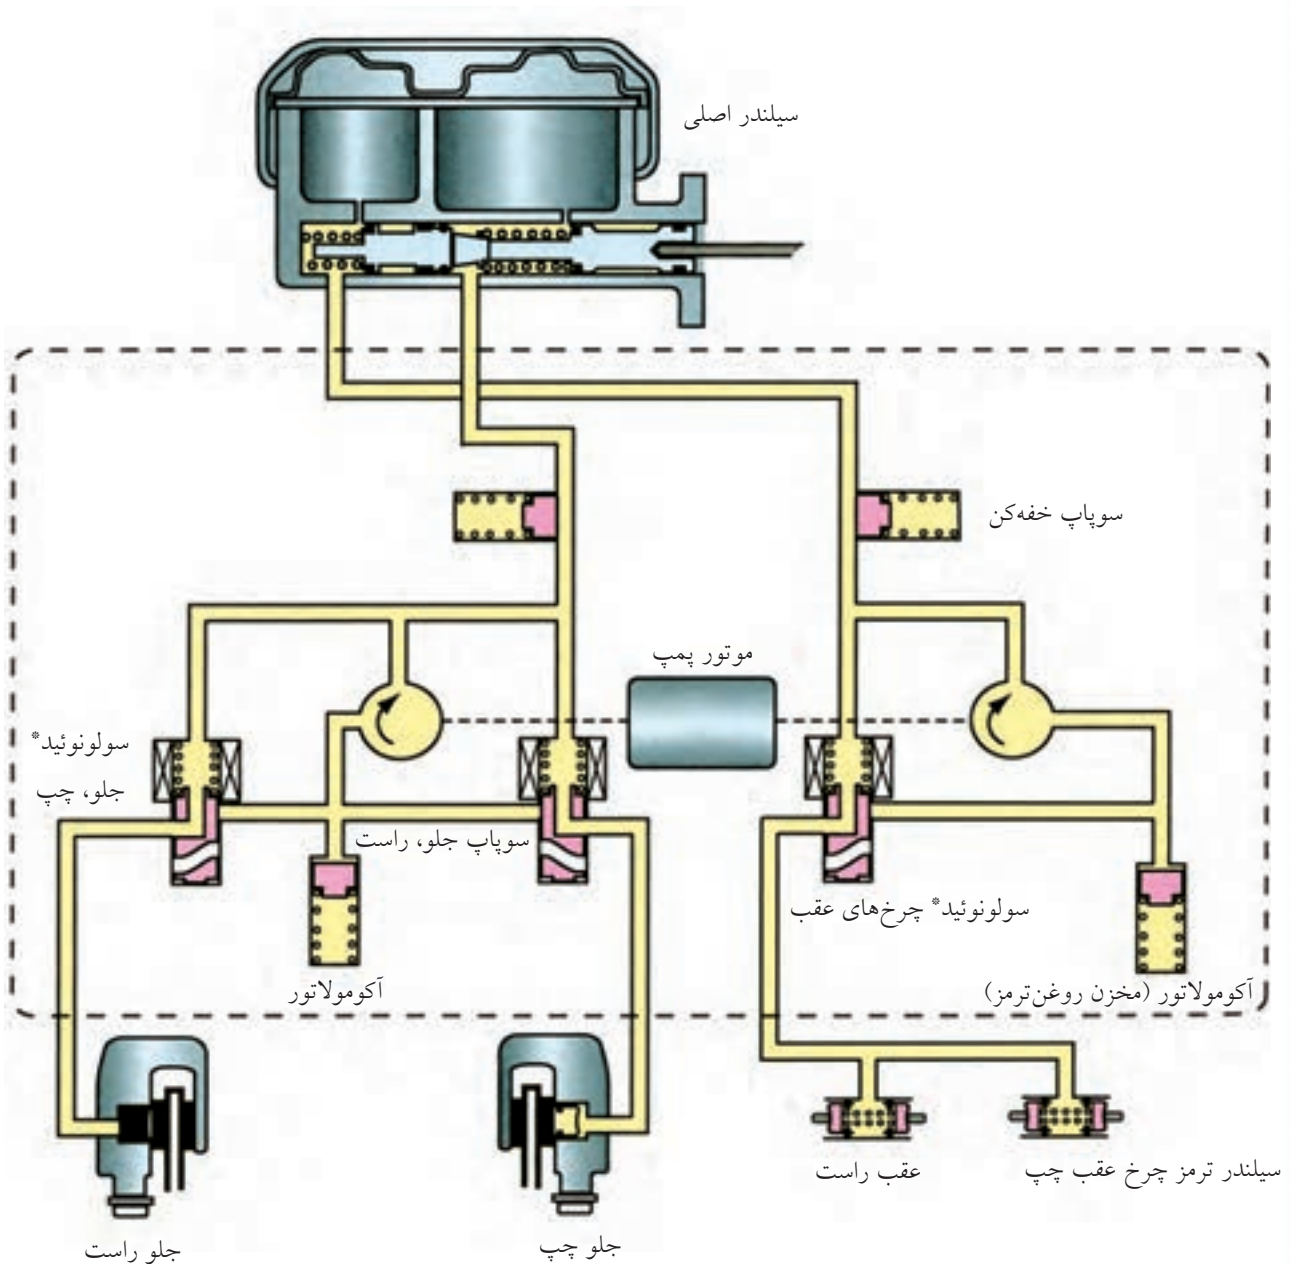 سیلندر اصلی
سوپاپ خفه‌کن
موتور پمپ
سولونوئید*
جلو، چپ
سوپاپ جلو، راست
سولونوئید* چرخ‌های عقب
آکومولاتور
آکومولاتور (مخزن روغن‌ترمز)
عقب راست
سیلندر ترمز چرخ عقب چپ
جلو چپ
جلو راست